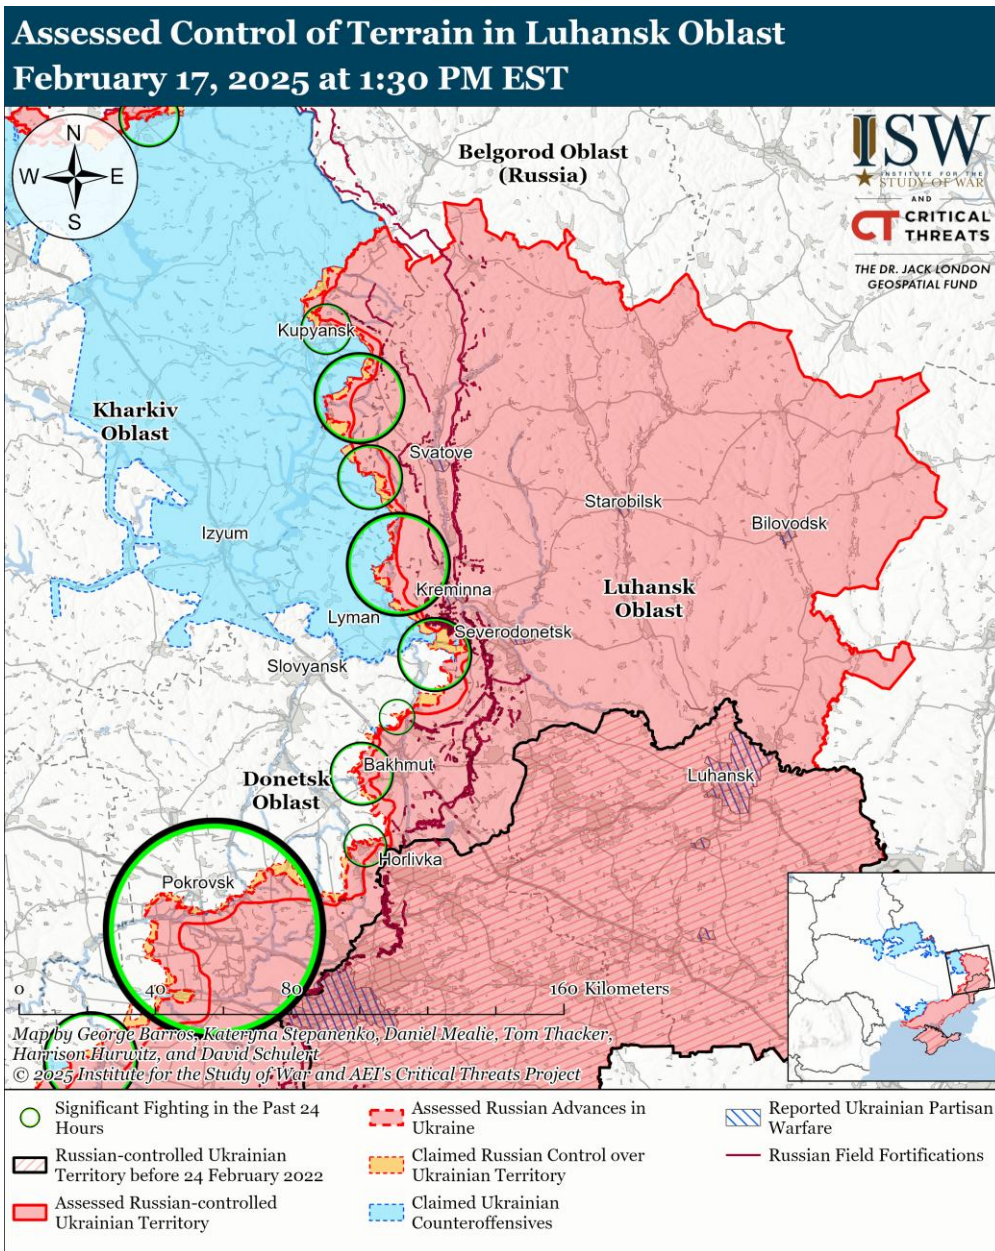 Assessed Control of Terrain in Luhansk Oblast
February 17, 2025 at 1:30 PM EST
N
W
E
S
Belgorod Oblast
(Russia)
ISW
INSTITUTE FOR THE
STUDY OF WAR
AND
CT CRITICAL
THREATS
THE DR. JACK LONDON
GEOSPATIAL FUND
Kupyansk
Kharkiv
Oblast
Svatove
Starobilsk
Bilovodsk
Izyum
Kreminna
Luhansk
Oblast
Lyman
Severodonetsk
Slovyansk
Bakhmut
Luhansk
Donetsk
Oblast
Horlivka
Pokrovsk
0 40 80 160 Kilometers
Map by George Barros, Kateryna Stepanenko, Daniel Mealie, Tom Thacker,
Harrison Hurwitz, and David Schulert
© 2025 Institute for the Study of War and AEI's Critical Threats Project
Significant Fighting in the Past 24
Hours
Russian-controlled Ukrainian
Territory before 24 February 2022
Assessed Russian-controlled
Ukrainian Territory
Assessed Russian Advances in
Ukraine
Claimed Russian Control over
Ukrainian Territory
Claimed Ukrainian
Counteroffensives
Reported Ukrainian Partisan
Warfare
Russian Field Fortifications